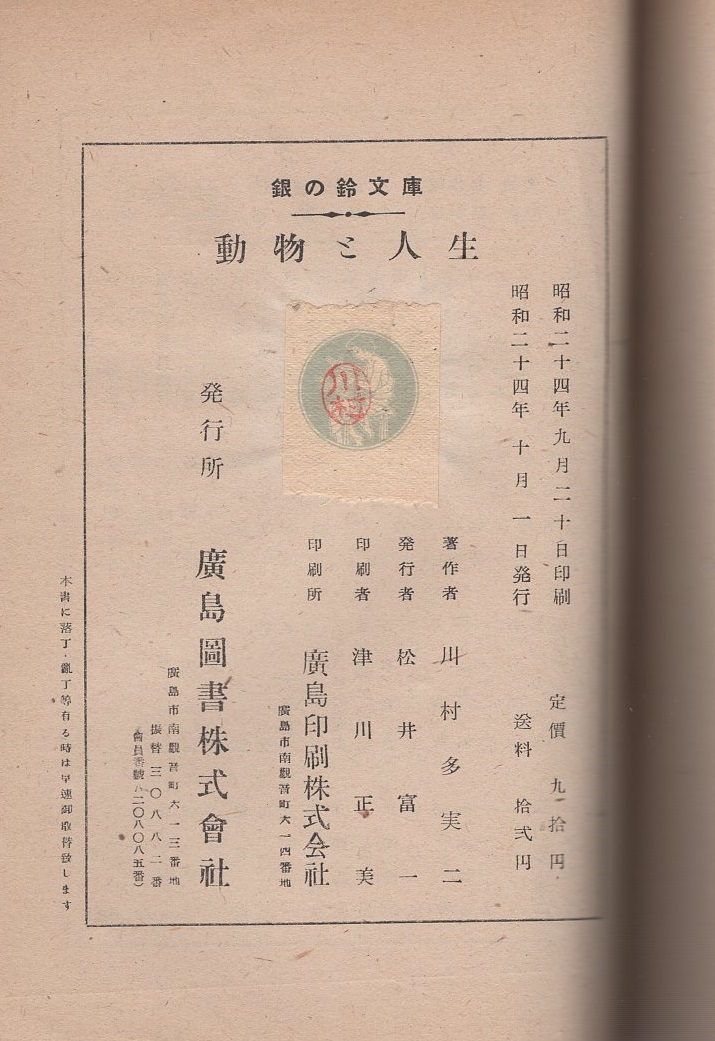 銀の鈴文庫
動物と人生
昭和二十四年九月二十日印刷
定價 九拾円
昭和二十四年 十月 一日発行
送料 拾弐円
著作者 川村多実二
発行者 松井富一
印刷者 津川正美
印刷所 廣島印刷株式会社
廣島市南觀音町六一四番地
川村
発行所 廣島圖書株式會社
廣島市南觀音町六一三番地
振替三〇八八二番
(會員番號八二〇八〇八五番)
本書に落丁・亂丁等有る時は早速御取替致します